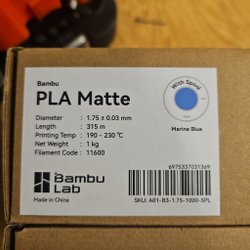 Bambu
PLA Matte
Diameter : 1.75 ± 0.03 mm
Length : 315 m
Printing Temp : 190 - 230 °C
Net Weight : 1 kg
Filament Code : 11600
With Spool
Marine Blue
Bambu
Lab
Made in China
6975337031369
SKU: A01-B3-1.75-1000-SPL